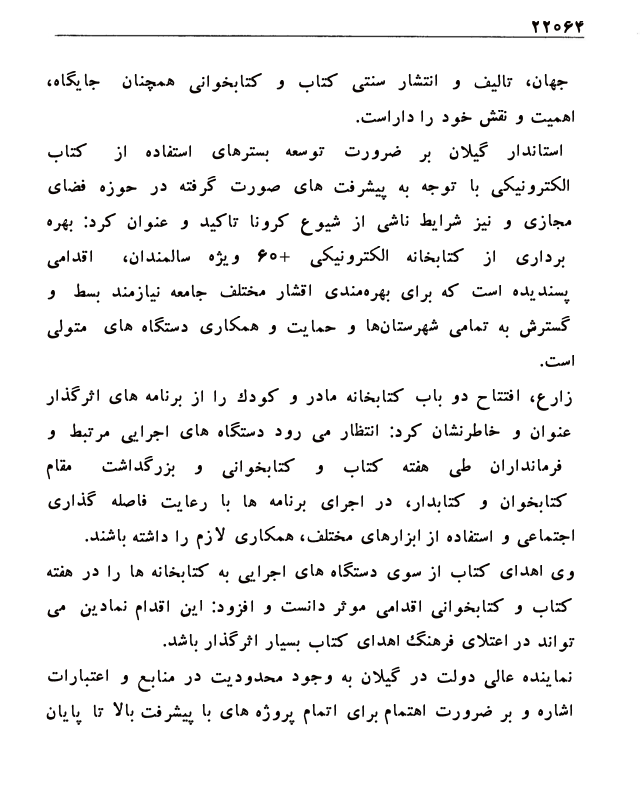 ۲۲۰۶۴
جهان، تالیف و انتشار سنتی کتاب و کتابخوانی همچنان جایگاه،
اهمیت و نقش خود را داراست.
استاندار گیلان بر ضرورت توسعه بسترهای استفاده از کتاب
الکترونیکی با توجه به پیشرفت های صورت گرفته در حوزه فضای
مجازی و نیز شرایط ناشی از شیوع کرونا تاکید و عنوان کرد: بهره
برداری از کتابخانه الکترونیکی +۶۰ ویژه سالمندان، اقدامی
پسندیده است که برای بهره‌مندی اقشار مختلف جامعه نیازمند بسط و
گسترش به تمامی شهرستان‌ها و حمایت و همکاری دستگاه های متولی
است.
زارع، افتتاح دو باب کتابخانه مادر و کودك را از برنامه های اثرگذار
عنوان و خاطرنشان کرد: انتظار می رود دستگاه های اجرایی مرتبط و
فرمانداران طی هفته کتاب و کتابخوانی و بزرگداشت مقام
کتابخوان و کتابدار، در اجرای برنامه ها با رعایت فاصله گذاری
اجتماعی و استفاده از ابزارهای مختلف، همکاری لازم را داشته باشند.
وی اهدای کتاب از سوی دستگاه های اجرایی به کتابخانه ها را در هفته
کتاب و کتابخوانی اقدامی موثر دانست و افزود: این اقدام نمادین می
تواند در اعتلای فرهنگ اهدای کتاب بسیار اثرگذار باشد.
نماینده عالی دولت در گیلان به وجود محدودیت در منابع و اعتبارات
اشاره و بر ضرورت اهتمام برای اتمام پروژه های با پیشرفت بالا تا پایان